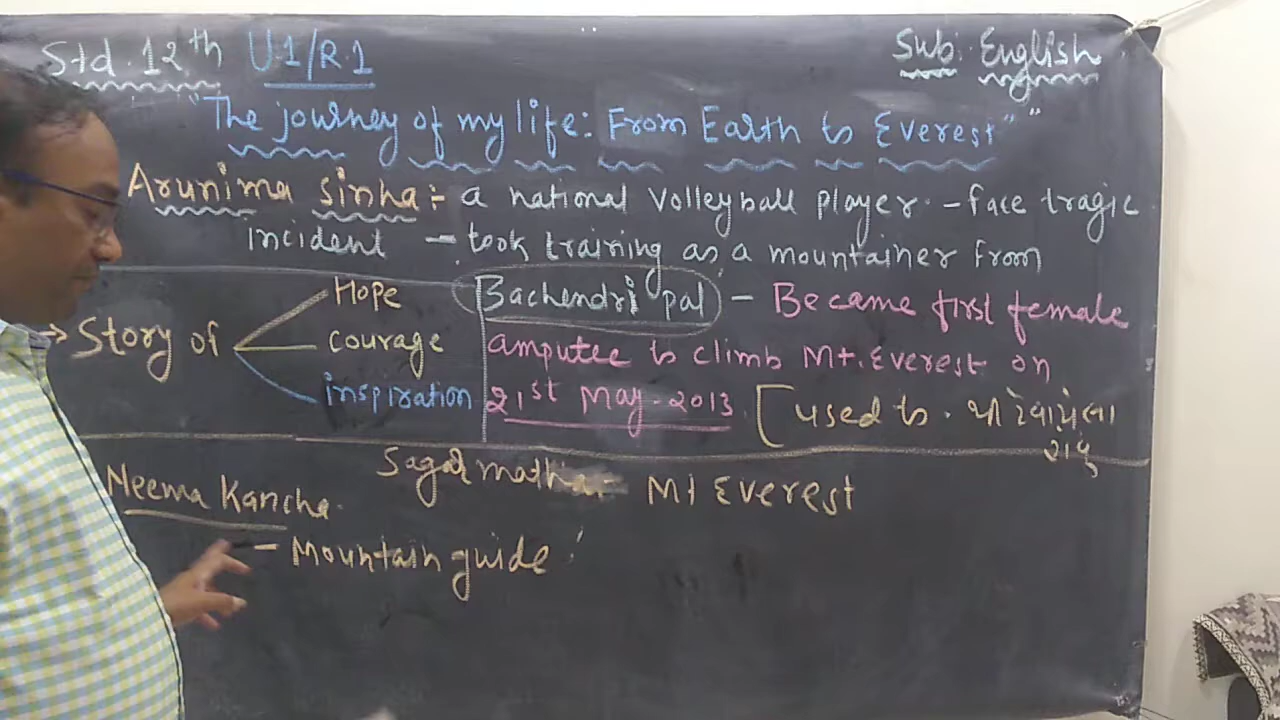 Std. 12th U.1/R.1 Sub: English
"The journey of my life: From Earth to Everest"
Arunima sinha:- a national volleyball player. - face tragic
incident - took training as a mountainer from
Bachendri pal - Became first female
amputee to climb Mt. Everest on
21st May. 2013. [used to.
→ Story of
Hope
courage
inspiration
Sagarmatha:- Mt Everest
Neema Kancha.
- Mountain guide